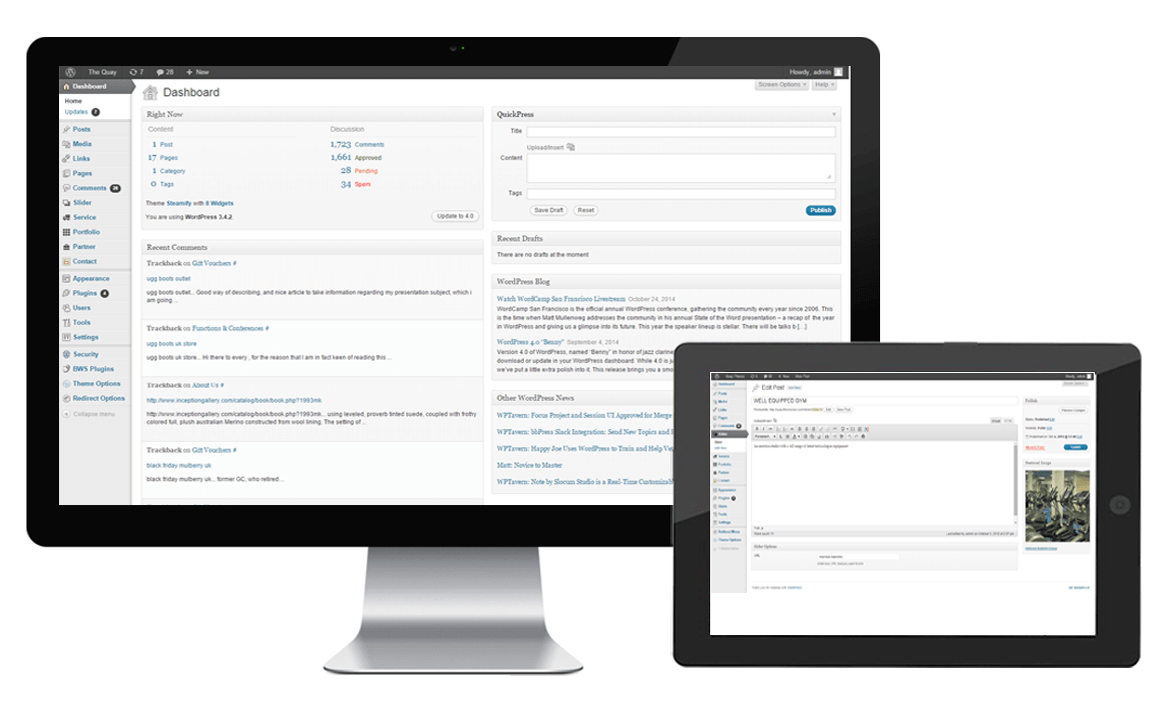 The Quay 7 28 + New
Howdy, admin
Dashboard
Home
Updates 7
Posts
Media
Links
Pages
Comments 28
Slider
Service
Portfolio
Partner
Contact
Appearance
Plugins 4
Users
Tools
Settings
Security
BWS Plugins
Theme Options
Redirect Options
Collapse menu
Screen Options
Help
Dashboard
Right Now
Content
1 Post
17 Pages
1 Category
0 Tags
Discussion
1,723 Comments
1,661 Approved
28 Pending
34 Spam
Theme Steamify with 8 Widgets
You are using WordPress 3.4.2.
Update to 4.0
Recent Comments
Trackback on Gift Vouchers #
ugg boots outlet
ugg boots outlet... Good way of describing, and nice article to take information regarding my presentation subject, which i
am going ...
Trackback on Functions & Conferences #
ugg boots uk store
ugg boots uk store... Hi there to every , for the reason that I am in fact keen of reading this ...
Trackback on About Us #
http://www.inceptiongallery.com/catalog/book/book.php?1993mk
http://www.inceptiongallery.com/catalog/book/book.php?1993mk... using leveled, proverb tinted suede, coupled with frothy
colored full, plush australian Merino constructed from wool lining. The setting of ...
Trackback on Gift Vouchers #
black friday mulberry uk
black friday mulberry uk... former GC, who retired...
QuickPress
Title
Upload/Insert
Content
Tags
Save Draft
Reset
Publish
Recent Drafts
There are no drafts at the moment
WordPress Blog
Watch WordCamp San Francisco Livestream October 24, 2014
WordCamp San Francisco is the official annual WordPress conference, gathering the community every year since 2006. This
is the time when Matt Mullenweg addresses the community in his annual State of the Word presentation – a recap of the year
in WordPress and giving us a glimpse into its future. This year the speaker lineup is stellar. There will be talks b […]
WordPress 4.0 “Benny” September 4, 2014
Version 4.0 of WordPress, named “Benny” in honor of jazz clarine
download or update in your WordPress dashboard. While 4.0 is ju
we’ve put a little extra polish into it. This release brings you a smo
Other WordPress News
WPTavern: Focus Project and Session UI Approved for Merge
WPTavern: bbPress Slack Integration: Send New Topics and R
WPTavern: Happy Joe Uses WordPress to Train and Help Vet
Matt: Novice to Master
WPTavern: Note by Slocum Studio is a Real-Time Customizab
Edit Post
WELL EQUIPPED GYM
Publish
Featured Image
Slider Options